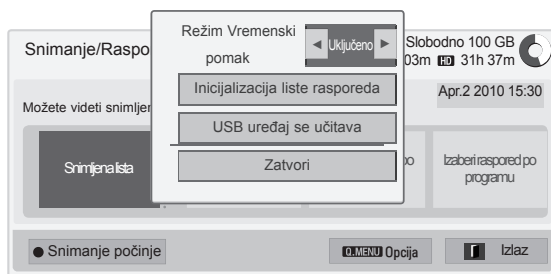 Snimanje/Raspo
Režim Vremenski
pomak
◄ Uključeno ►
Slobodno 100 GB
03m HD 31h 37m
Inicijalizacija liste rasporeda
Apr.2 2010 15:30
Možete videti snimljen
USB uređaj se učitava
Zatvori
Snimljena lista
po
Izaberi raspored po
programu
● Snimanje počinje
Q.MENU Opcija
Izlaz